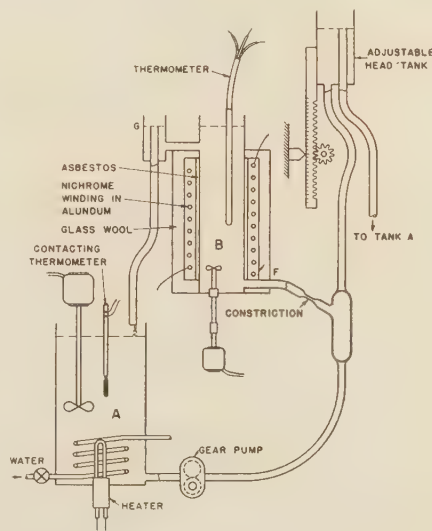 THERMOMETER
ADJUSTABLE
HEAD TANK
G
ASBESTOS
NICHROME
WINDING IN
ALUNDUM
GLASS WOOL
CONTACTING
THERMOMETER
B
F
TO TANK A
CONSTRICTION
A
GEAR PUMP
WATER
HEATER